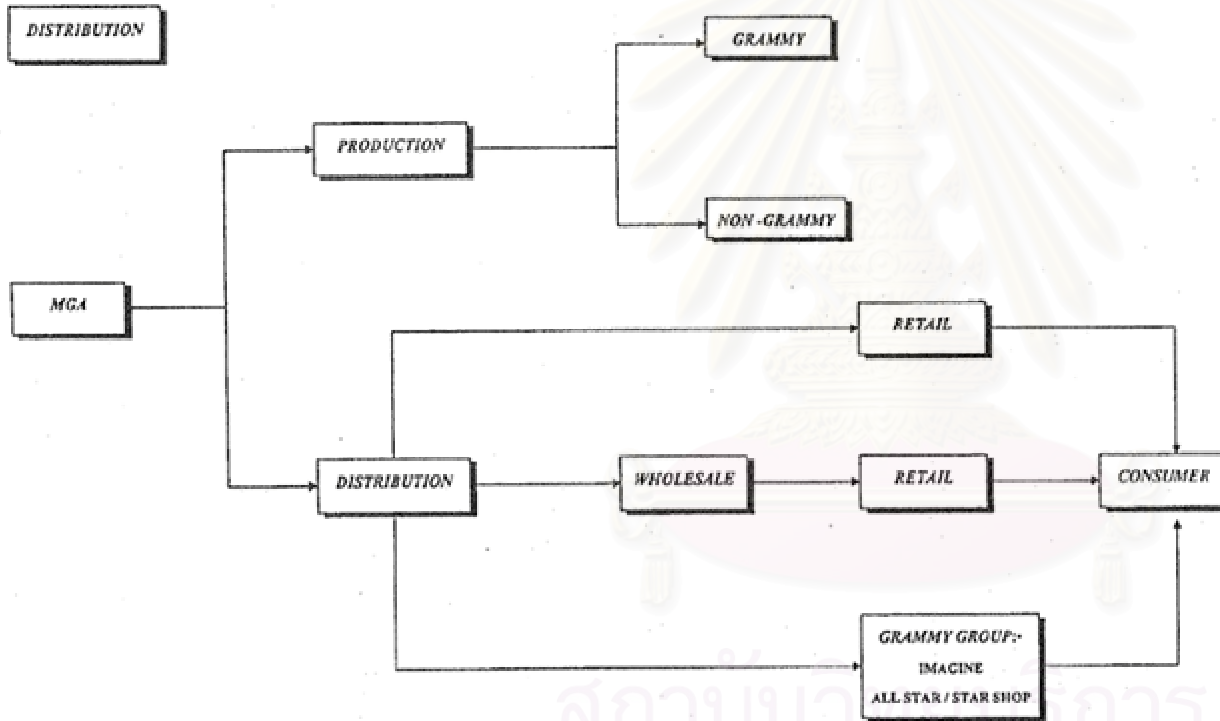 DISTRIBUTION
GRAMMY
PRODUCTION
NON - GRAMMY
MGA
RETAIL
DISTRIBUTION
WHOLESALE
RETAIL
CONSUMER
GRAMMY GROUP:-
IMAGINE
ALL STAR / STAR SHOP